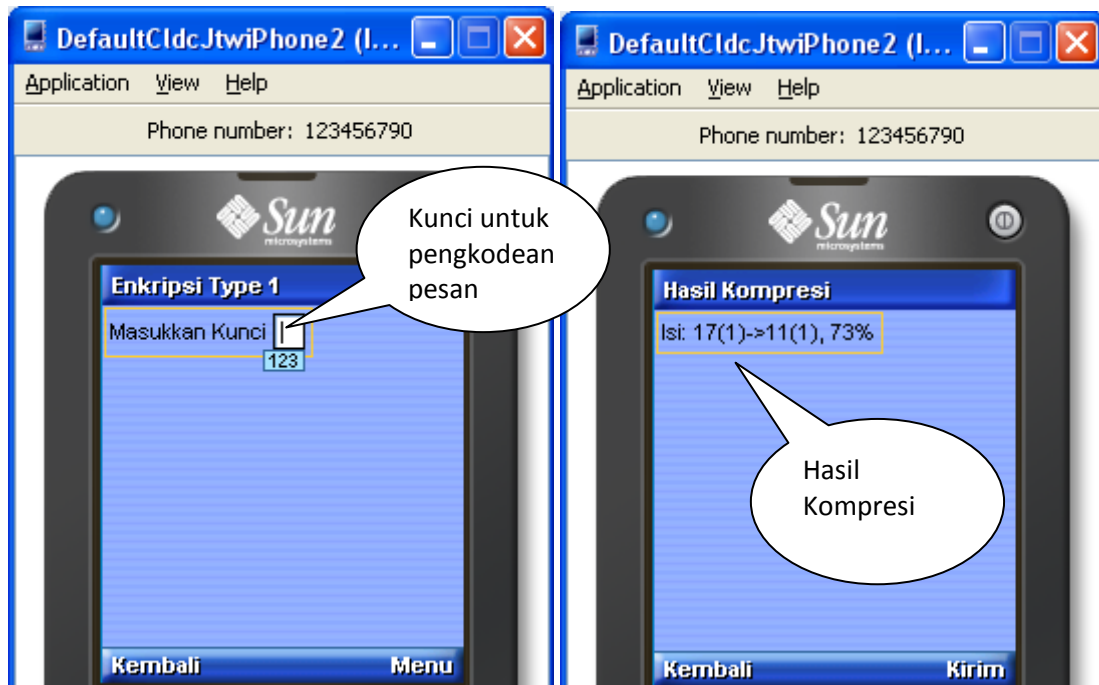 DefaultCldcJtwiPhone2 (I...
Application View Help
Phone number: 123456790
Sun
microsystems
Kunci untuk
pengkodean
pesan
Enkripsi Type 1
Masukkan Kunci
123
Kembali Menu
DefaultCldcJtwiPhone2 (I...
Application View Help
Phone number: 123456790
Sun
microsystems
Hasil Kompresi
Isi: 17(1)->11(1), 73%
Hasil
Kompresi
Kembali Kirim